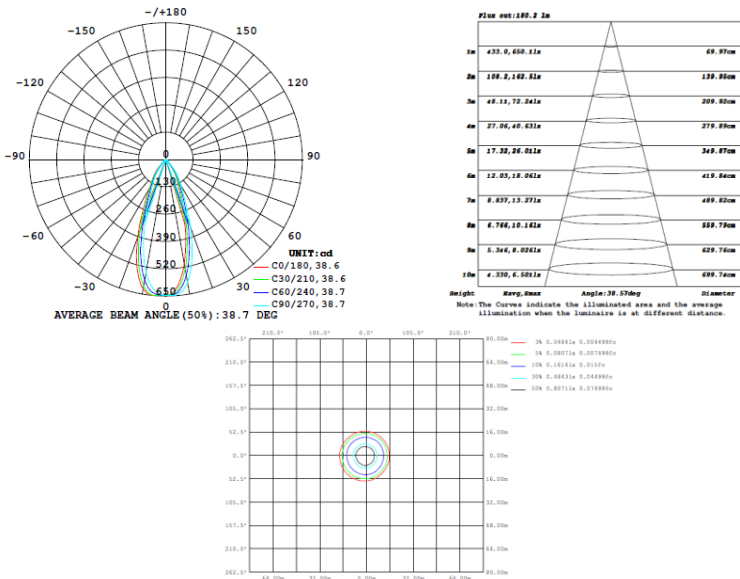 -/+180
-150 150
-120 120
-90 90
-60 60
-30 30
0
130
260
390
520
650
0
UNIT:cd
C0/180,38.6
C30/210,38.6
C60/240,38.7
C90/270,38.7
AVERAGE BEAM ANGLE(50%):38.7 DEG
Flux out:180.2 lm
1m 433.0,650.1lx 69.97cm
2m 108.2,162.5lx 139.95cm
3m 48.11,72.24lx 209.92cm
4m 27.06,40.63lx 279.89cm
5m 17.32,26.01lx 349.87cm
6m 12.03,18.06lx 419.84cm
7m 8.837,13.27lx 489.82cm
8m 6.766,10.16lx 559.79cm
9m 5.346,8.026lx 629.76cm
10m 4.330,6.501lx 699.74cm
Height Eavg,Emax Angle:38.57deg Diameter
Note:The Curves indicate the illuminated area and the average
illumination when the luminaire is at different distance.
210.0' 105.0' 0.0' 105.0' 210.0'
262.5' 80.00m
210.0' 64.00m
157.5' 48.00m
105.0' 32.00m
52.5' 16.00m
0.0' 0.00m
52.5' 16.00m
105.0' 32.00m
157.5' 48.00m
210.0' 64.00m
262.5' 80.00m
64.00m 32.00m 0.00m 32.00m 64.00m
3%
5%
10% 0.015fc
30%
50%